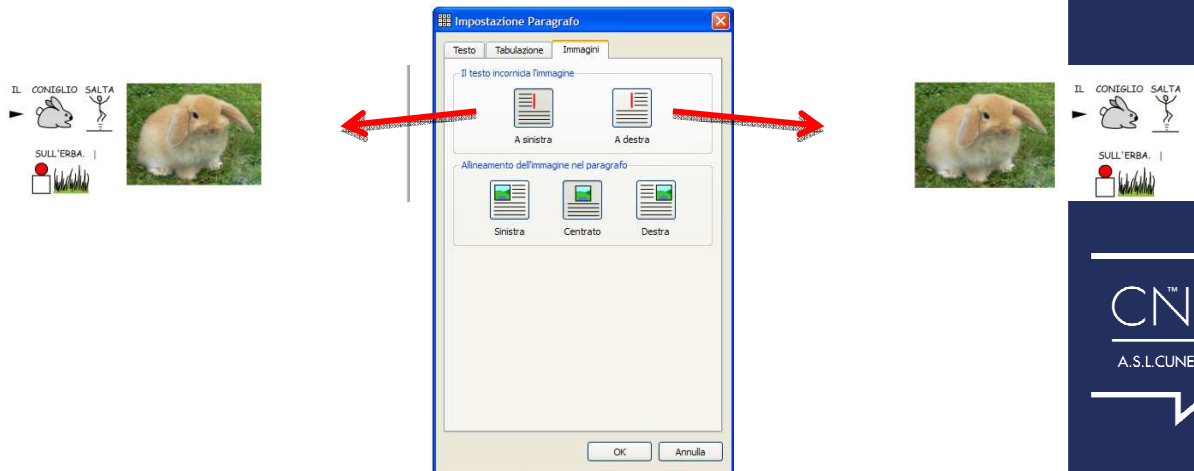 Impostazione Paragrafo
Testo Tabulazione Immagini
Il testo incornicia l'immagine
A sinistra A destra
Allineamento dell'immagine nel paragrafo
Sinistra Centrato Destra
OK Annulla
IL CONIGLIO SALTA
SULL'ERBA.
IL CONIGLIO SALTA
SULL'ERBA.
CN™
A.S.L.CUNE